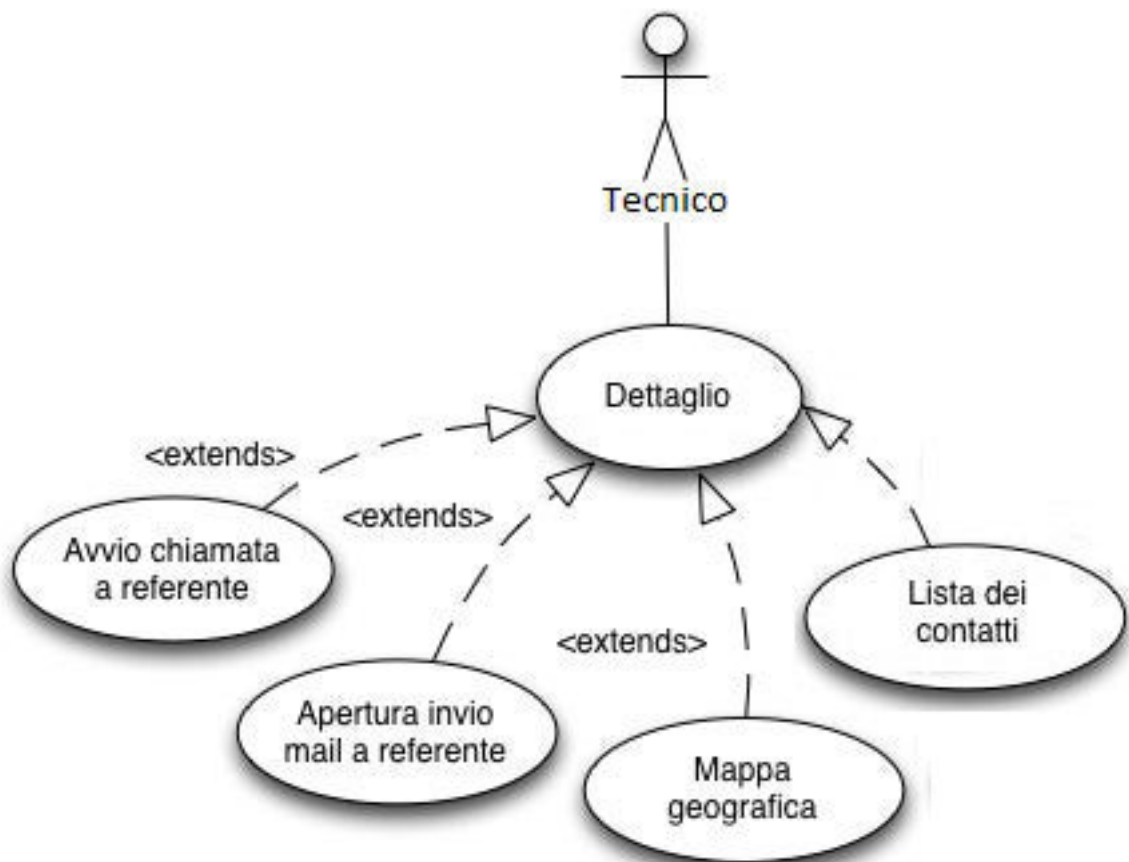 Tecnico
Dettaglio
<extends>
<extends>
<extends>
Avvio chiamata
a referente
Apertura invio
mail a referente
Mappa
geografica
Lista dei
contatti